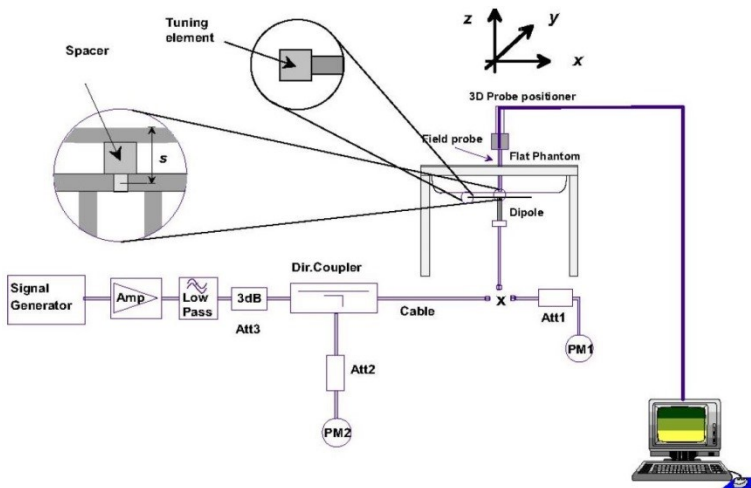 Tuning
element
Spacer
s
z
y
x
3D Probe positioner
Field probe
Flat Phantom
Dipole
Signal
Generator
Amp
Low
Pass
3dB
Att3
Dir.Coupler
Cable
x
Att1
PM1
Att2
PM2